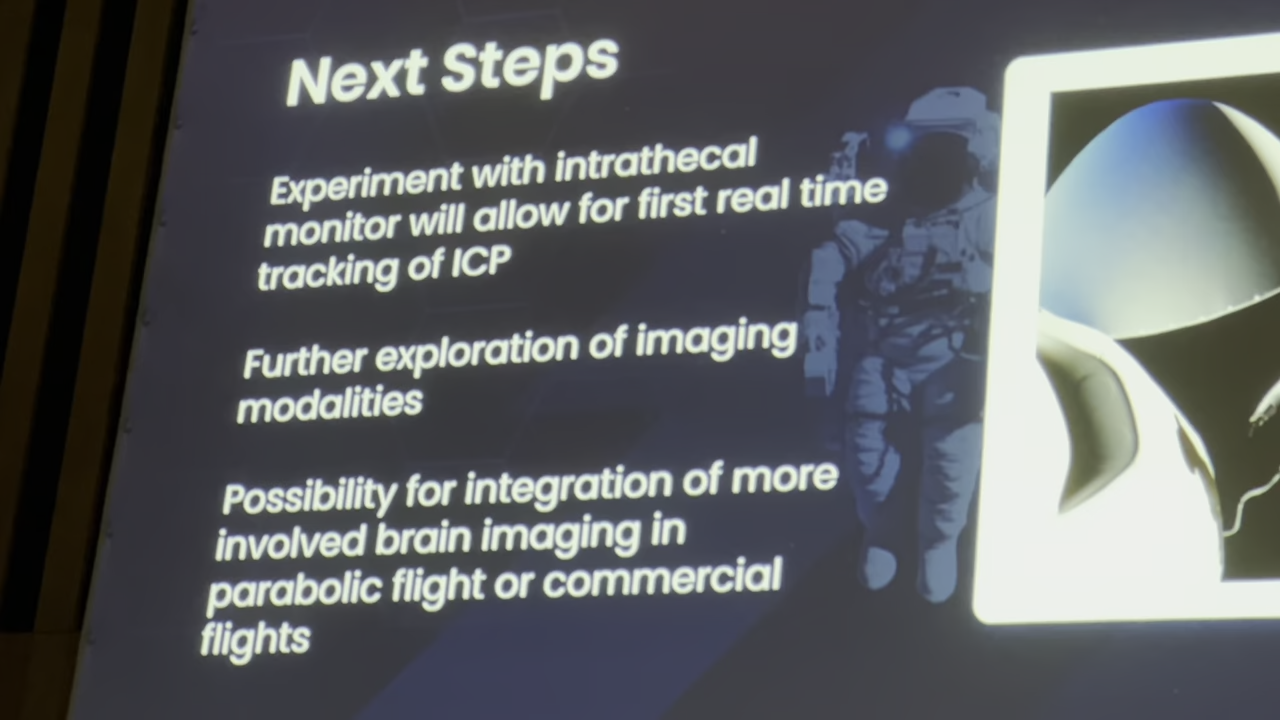 Next Steps
Experiment with intrathecal
monitor will allow for first real time
tracking of ICP
Further exploration of imaging
modalities
Possibility for integration of more
involved brain imaging in
parabolic flight or commercial
flights